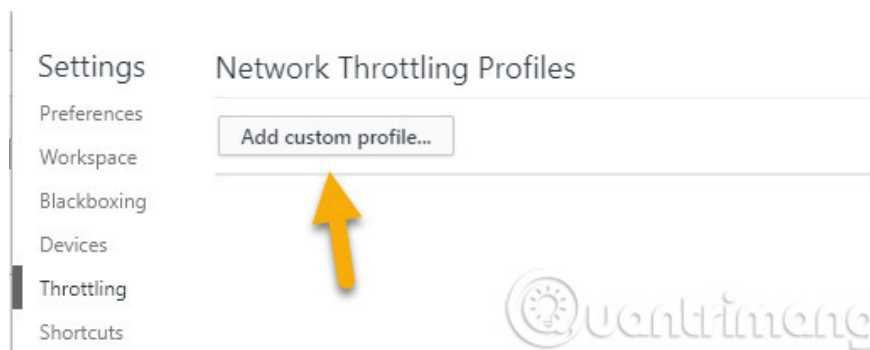 Settings
Preferences
Workspace
Blackboxing
Devices
Throttling
Shortcuts
Network Throttling Profiles
Add custom profile...
Quantrimang